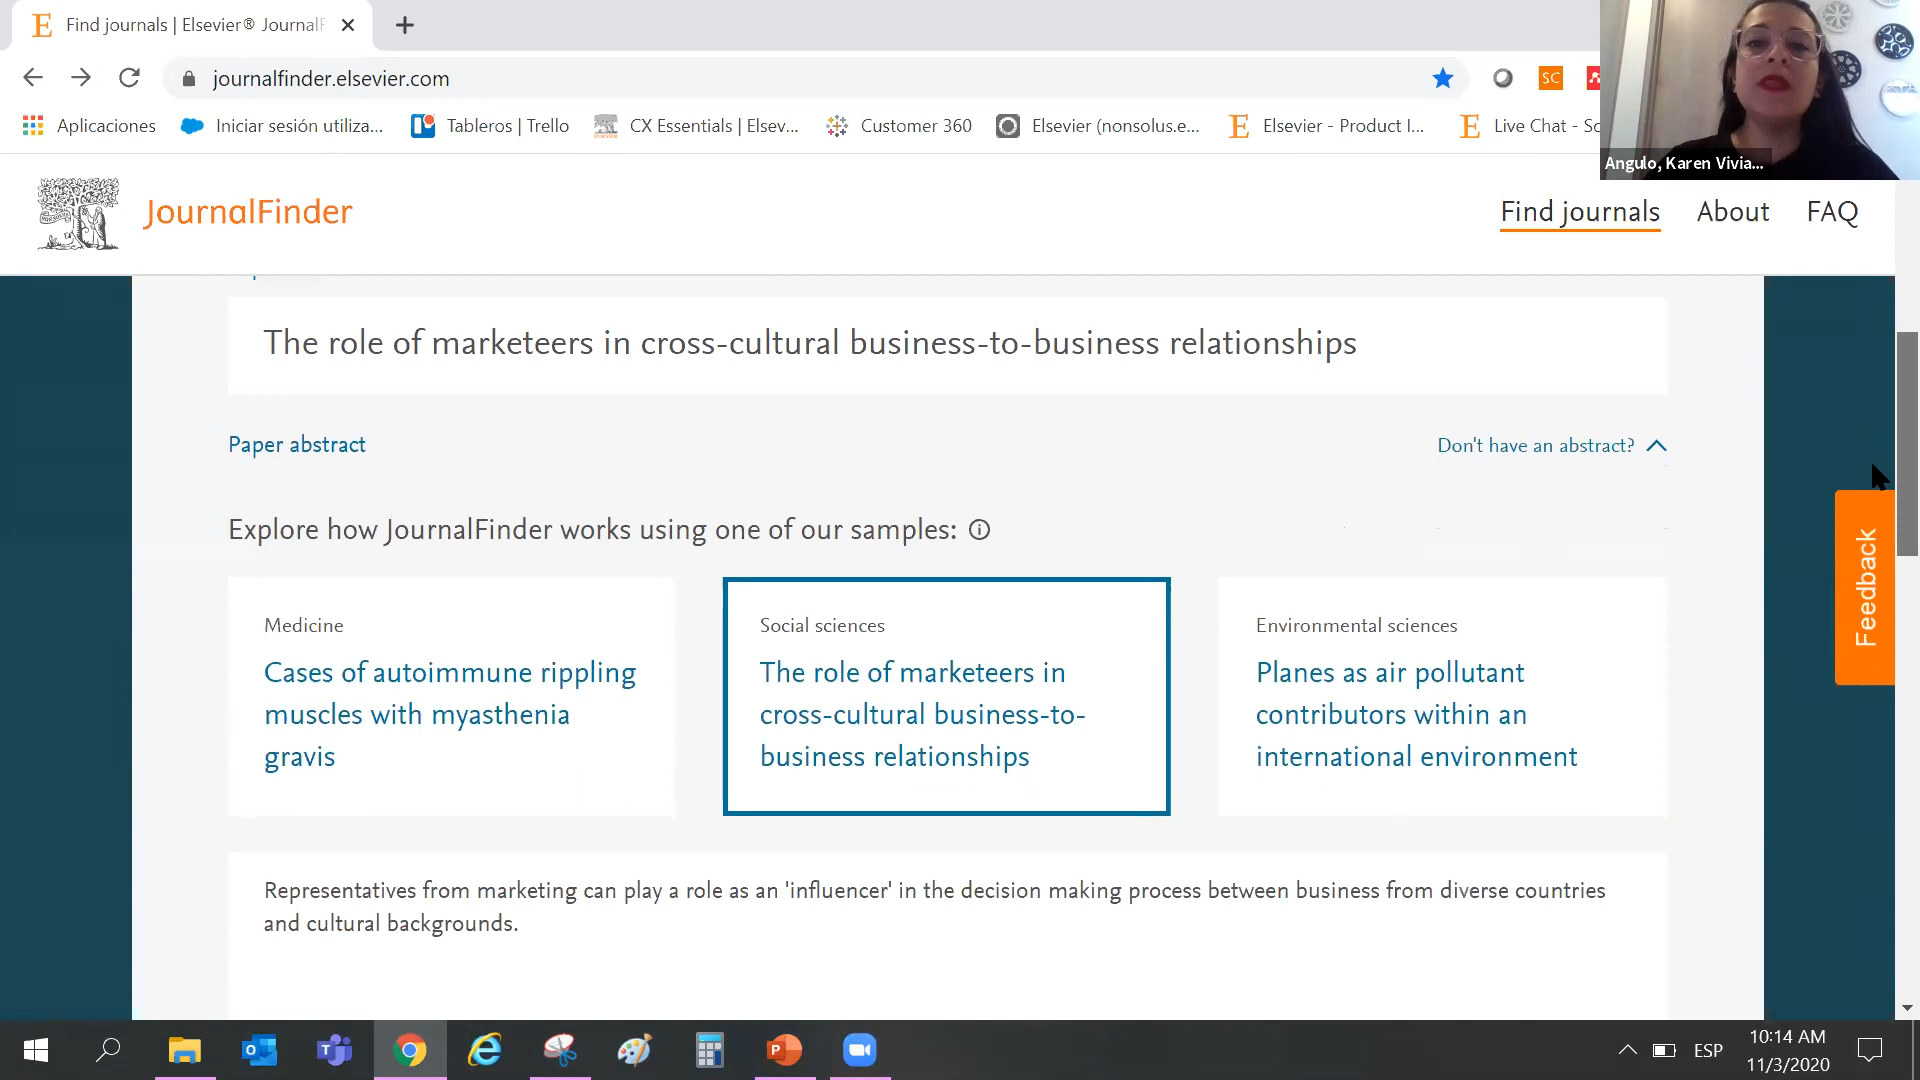 Find journals | Elsevier® Journal
journalfinder.elsevier.com
SC
Aplicaciones
Iniciar sesión utiliza...
Tableros | Trello
CX Essentials | Elsev...
Customer 360
Elsevier (nonsolus.e...
Elsevier - Product I...
Live Chat - Sc
Angulo, Karen Vivia...
JournalFinder
Find journals
About
FAQ
The role of marketeers in cross-cultural business-to-business relationships
Paper abstract
Don't have an abstract?
Explore how JournalFinder works using one of our samples:
Medicine
Cases of autoimmune rippling
muscles with myasthenia
gravis
Social sciences
The role of marketeers in
cross-cultural business-to-
business relationships
Environmental sciences
Planes as air pollutant
contributors within an
international environment
Feedback
Representatives from marketing can play a role as an 'influencer' in the decision making process between business from diverse countries
and cultural backgrounds.
ESP
10:14 AM
11/3/2020